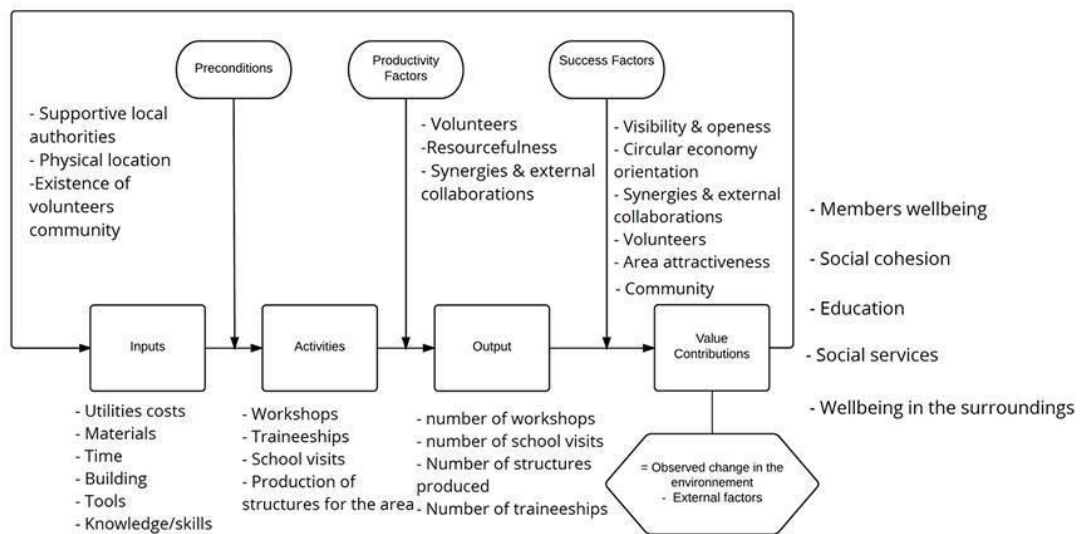 Preconditions
Productivity
Factors
Success Factors
- Supportive local
authorities
- Physical location
-Existence of
volunteers
community
- Volunteers
-Resourcefulness
- Synergies & external
collaborations
- Visibility & openess
- Circular economy
orientation
- Synergies & external
collaborations
- Volunteers
- Area attractiveness
- Community
- Members wellbeing
- Social cohesion
- Education
- Social services
- Wellbeing in the surroundings
Inputs
Activities
Output
Value
Contributions
- Utilities costs
- Materials
- Time
- Building
- Tools
- Knowledge/skills
- Workshops
- Traineeships
- School visits
- Production of
structures for the area
- number of workshops
- number of school visits
- Number of structures
produced
- Number of traineeships
= Observed change in the
environnement
- External factors